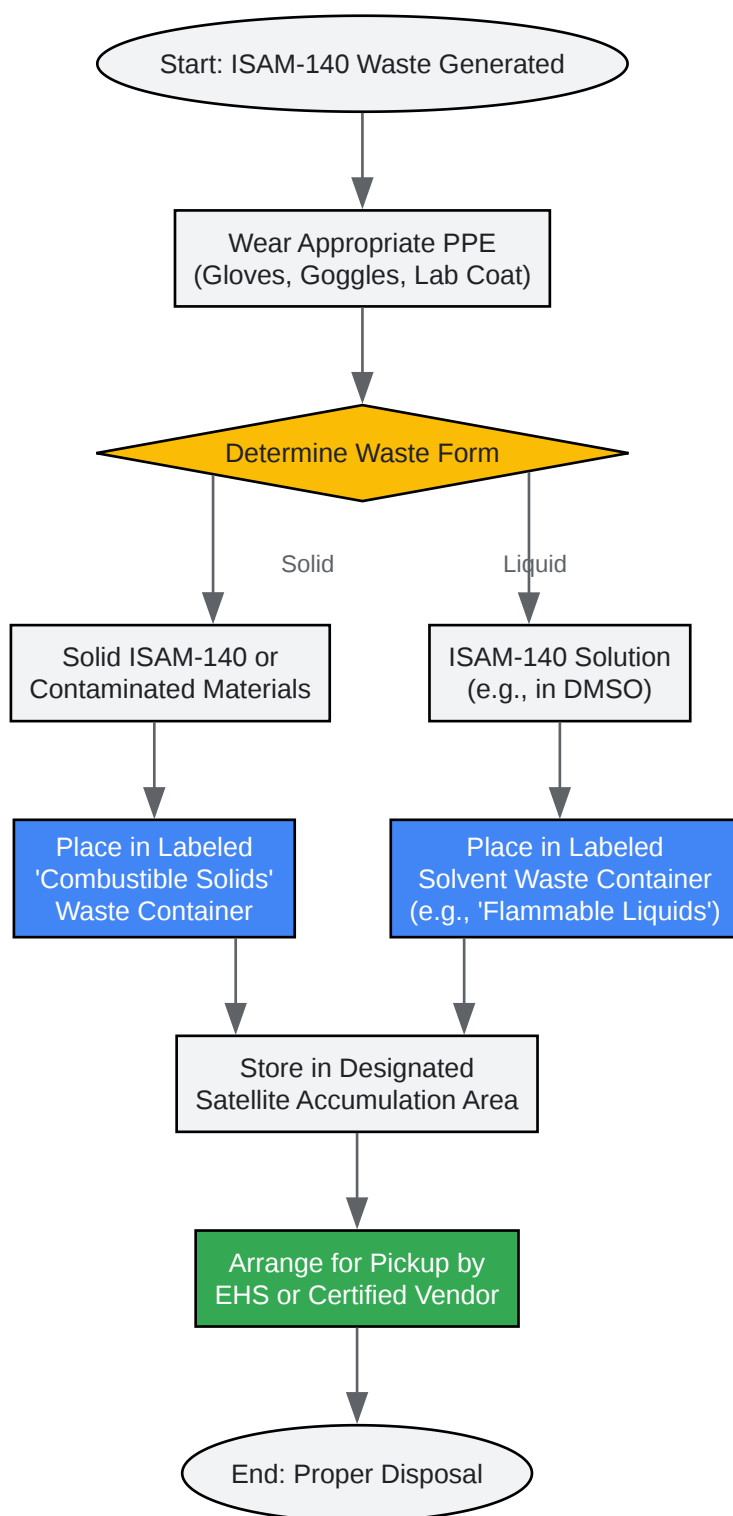 Start: ISAM-140 Waste Generated
Wear Appropriate PPE
(Gloves, Goggles, Lab Coat)
Determine Waste Form
Solid
Liquid
Solid ISAM-140 or
Contaminated Materials
ISAM-140 Solution
(e.g., in DMSO)
Place in Labeled
'Combustible Solids'
Waste Container
Place in Labeled
Solvent Waste Container
(e.g., 'Flammable Liquids')
Store in Designated
Satellite Accumulation Area
Arrange for Pickup by
EHS or Certified Vendor
End: Proper Disposal